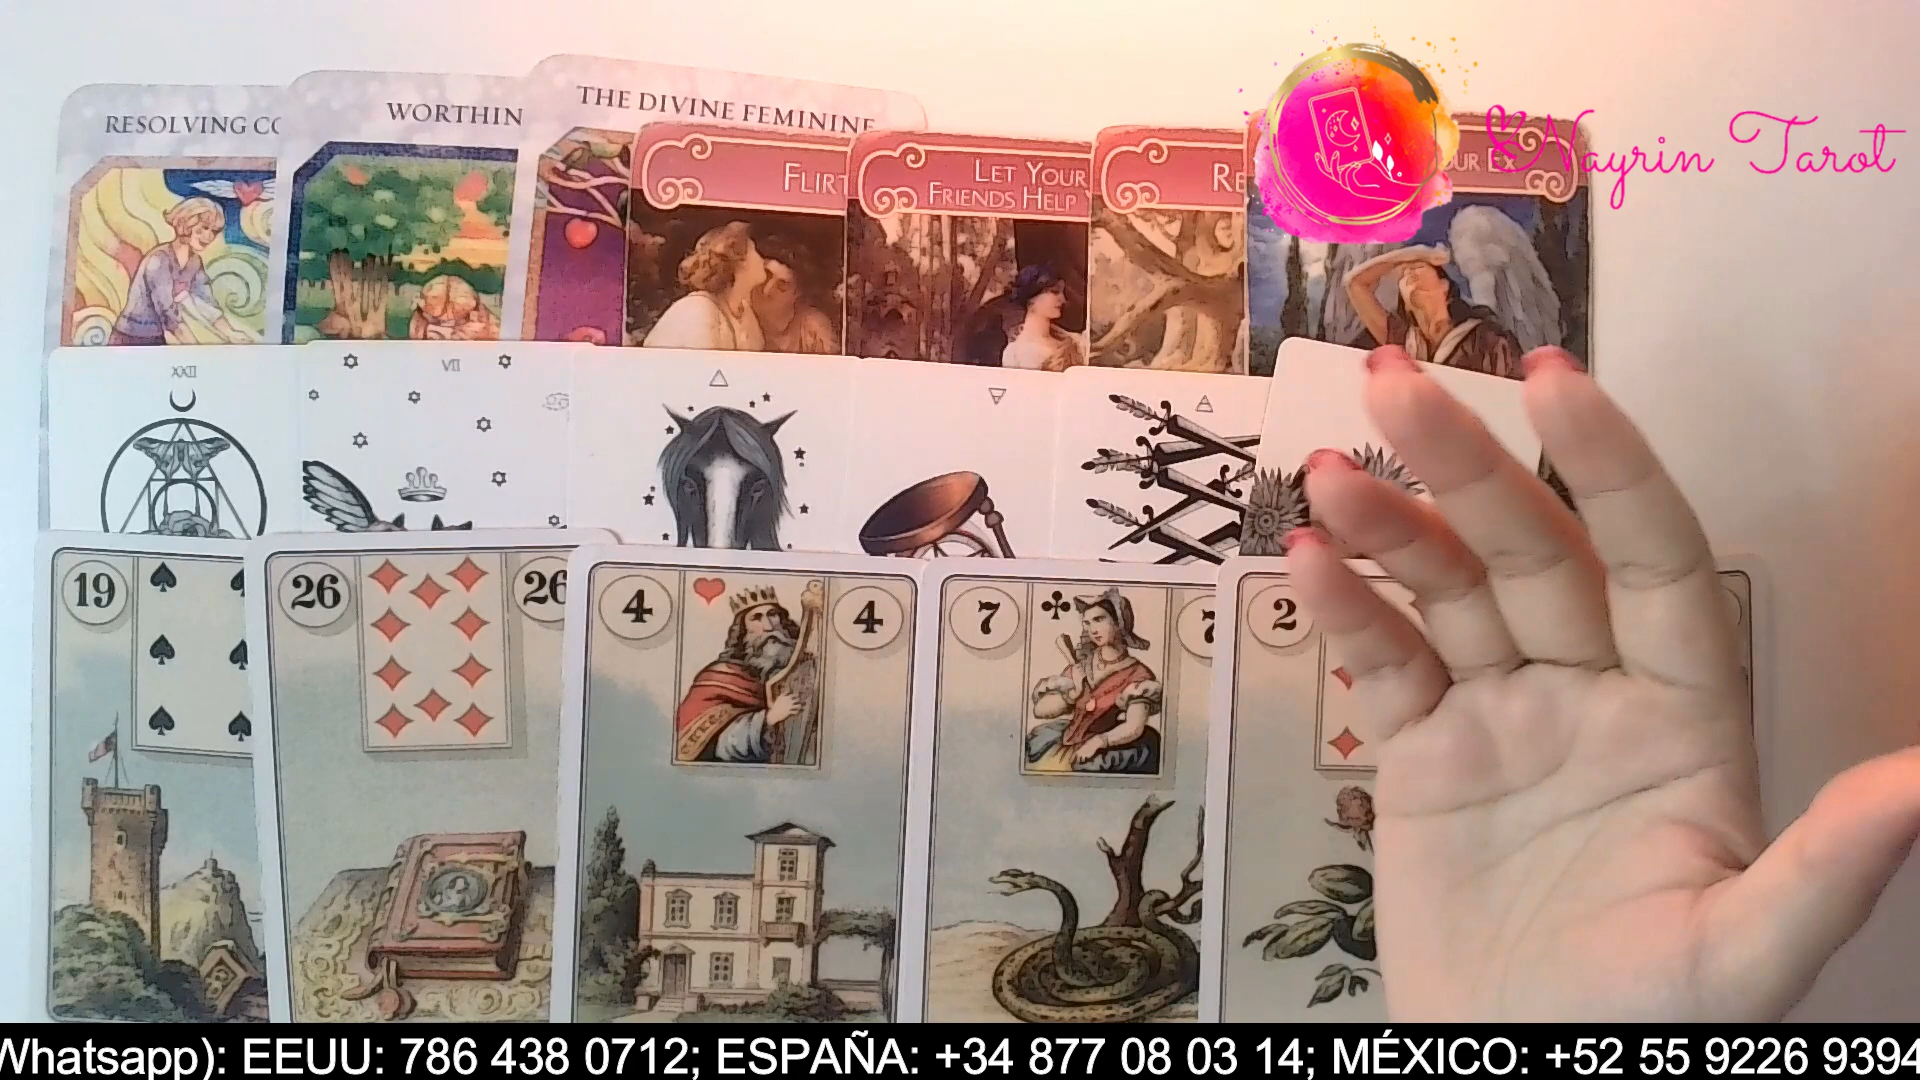 RESOLVING CO
WORTHIN
THE DIVINE FEMININE
FLIRT
LET YOUR
FRIENDS HELP
RE
UR EX
Nayrin Tarot
XXII
VII
19
26
26
4
4
7
7
2
Whatsapp): EEUU: 786 438 0712; ESPAÑA: +34 877 08 03 14; MÉXICO: +52 55 9226 9394